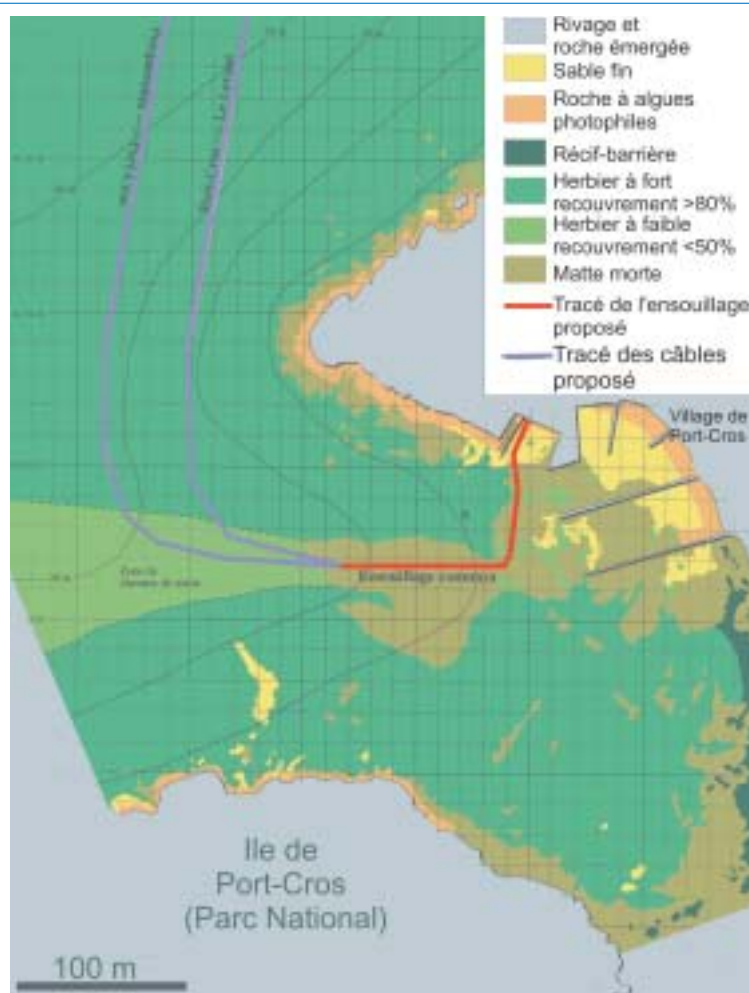 Rivage et
roche émergée
Sable fin
Roche à algues
photophiles
Récif-barrière
Herbier à fort
recouvrement >80%
Herbier à faible
recouvrement <50%
Matte morte
Tracé de l'ensouillage
proposé
Tracé des câbles
proposé
Village de
Port-Cros
Ensouillage commun
Ile de
Port-Cros
(Parc National)
100 m